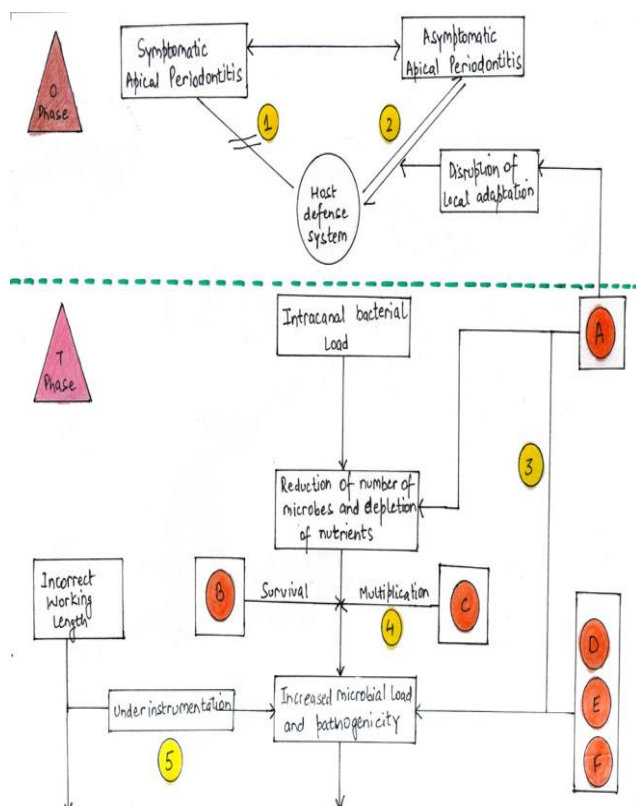 Symptomatic
Apical Periodontitis
Asymptomatic
Apical Periodontitis
O
Phase
1
2
Host
defense
system
Disruption of
local adaptation
T
Phase
Intracanal bacterial
Load
A
3
Reduction of number of
microbes and depletion
of nutrients
Incorrect
Working
Length
B
Survival
Multiplication
C
4
D
E
F
Under instrumentation
Increased microbial Load
and pathogenicity
5